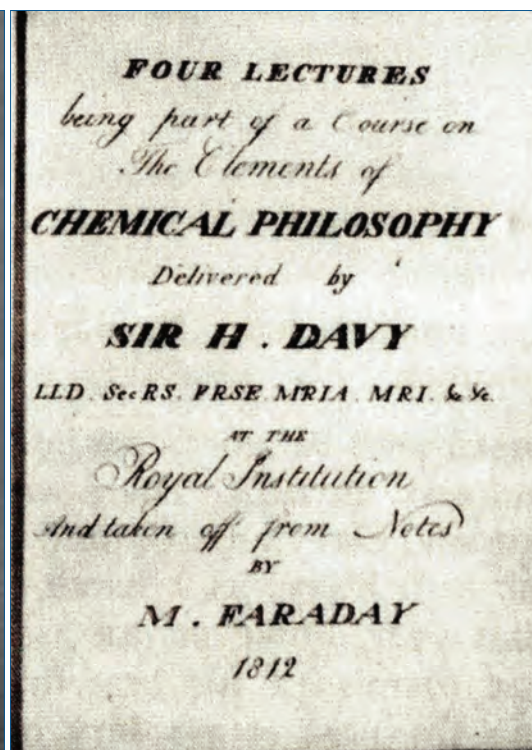 FOUR LECTURES
being part of a Course on
The Elements of
CHEMICAL PHILOSOPHY
Delivered by
SIR H. DAVY
LLD. SecRS. FRSE. MRIA. MRI. &c &c.
AT THE
Royal Institution
And taken off from Notes
BY
M. FARADAY
1812